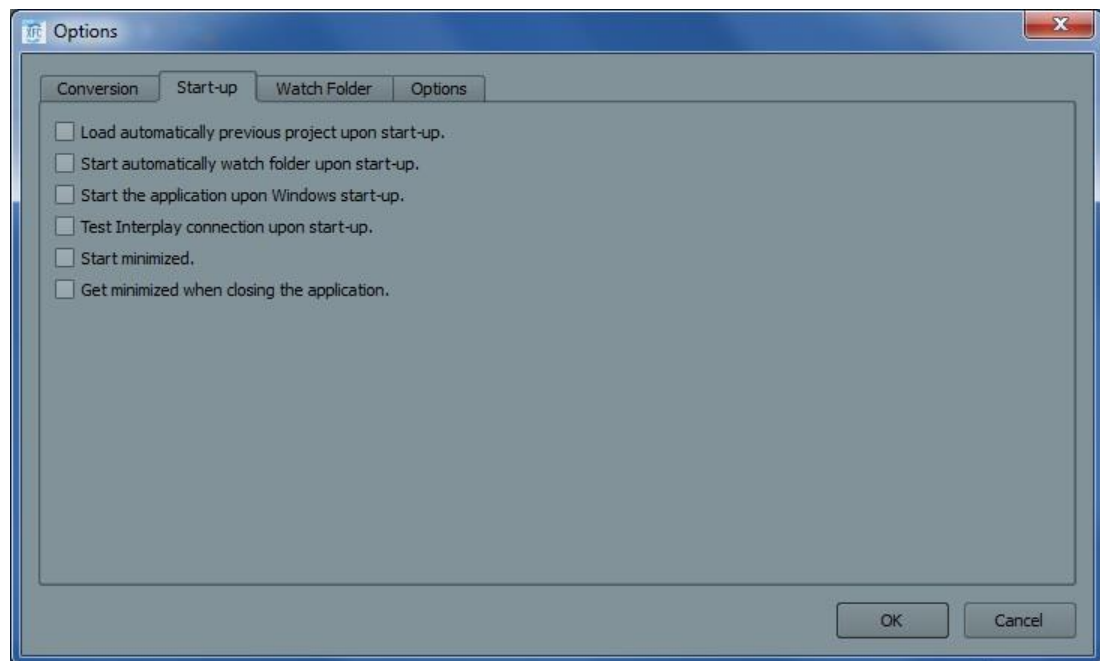 XFC Options
Conversion Start-up Watch Folder Options
Load automatically previous project upon start-up.
Start automatically watch folder upon start-up.
Start the application upon Windows start-up.
Test Interplay connection upon start-up.
Start minimized.
Get minimized when closing the application.
OK Cancel